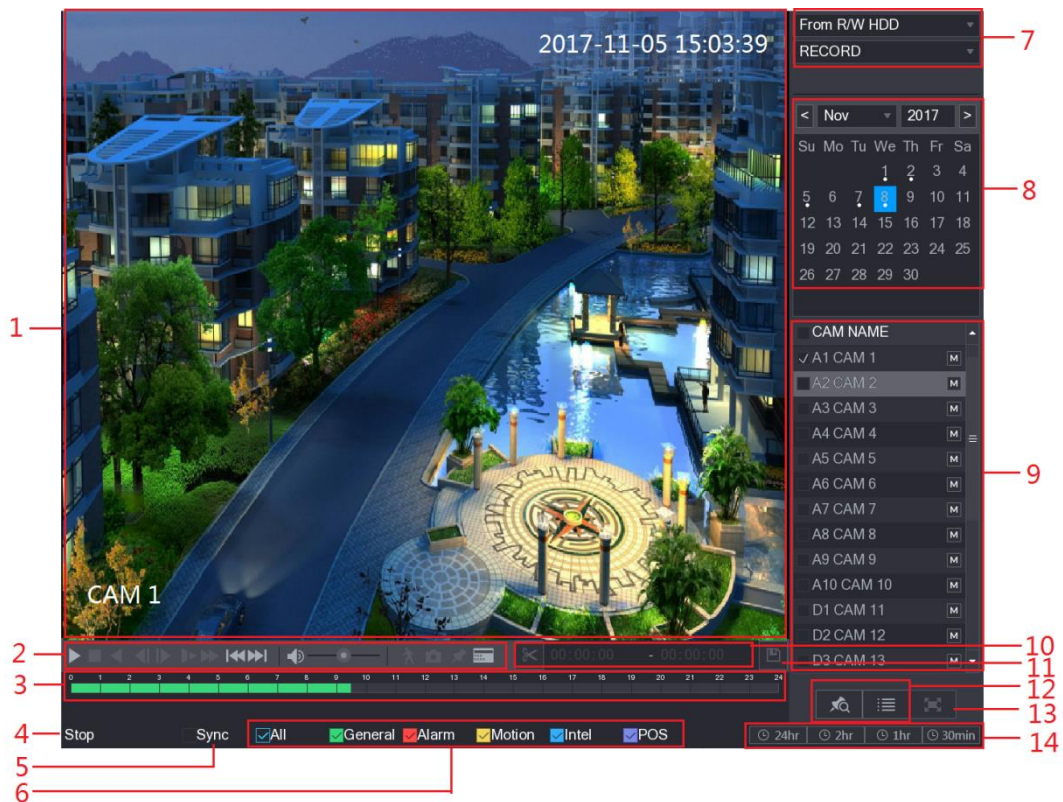 2017-11-05 15:03:39
CAM 1
From R/W HDD
RECORD
7
< Nov 2017 >
Su Mo Tu We Th Fr Sa
1 2 3 4
5 6 7 8 9 10 11
12 13 14 15 16 17 18
19 20 21 22 23 24 25
26 27 28 29 30
8
1
CAM NAME
A1 CAM 1 M
A2 CAM 2 M
A3 CAM 3 M
A4 CAM 4 M
A5 CAM 5 M
A6 CAM 6 M
A7 CAM 7 M
A8 CAM 8 M
A9 CAM 9 M
A10 CAM 10 M
D1 CAM 11 M
D2 CAM 12 M
D3 CAM 13 M
9
2
00:00:00 - 00:00:00
10
11
3
0 1 2 3 4 5 6 7 8 9 10 11 12 13 14 15 16 17 18 19 20 21 22 23 24
12
13
4
Stop
Sync
All General Alarm Motion Intel POS
24hr 2hr 1hr 30min
14
5
6